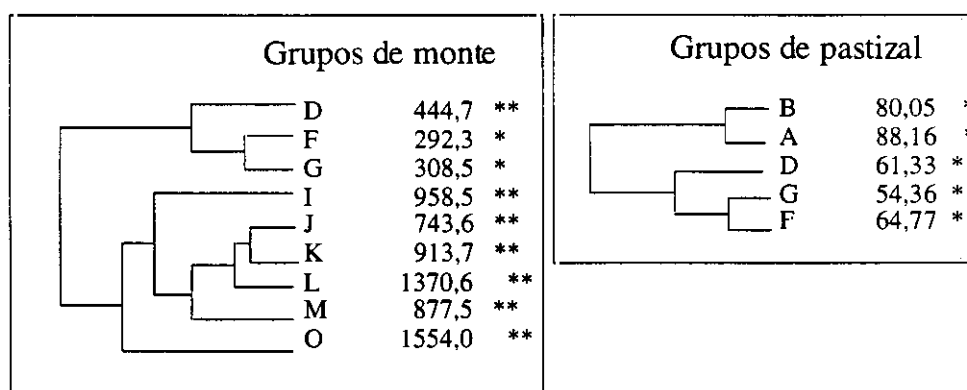 Grupos de monte
D 444,7 **
F 292,3 *
G 308,5 *
I 958,5 **
J 743,6 **
K 913,7 **
L 1370,6 **
M 877,5 **
O 1554,0 **
Grupos de pastizal
B 80,05 *
A 88,16 *
D 61,33 *
G 54,36 *
F 64,77 *